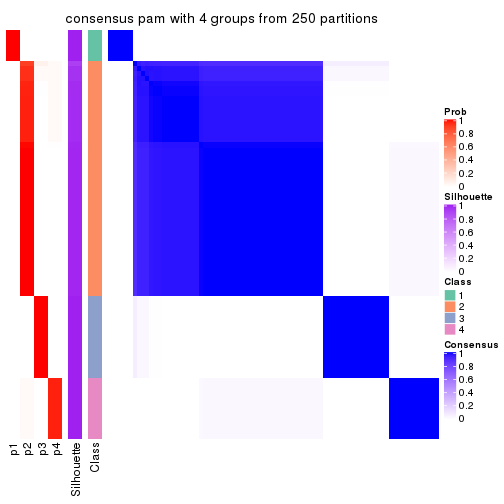 consensus pam with 4 groups from 250 partitions
Prob
1
0.8
0.6
0.4
0.2
0
Silhouette
1
0.8
0.6
0.4
0.2
0
Class
1
2
3
4
Consensus
1
0.8
0.6
0.4
0.2
0
p1
p2
p3
p4
Silhouette
Class